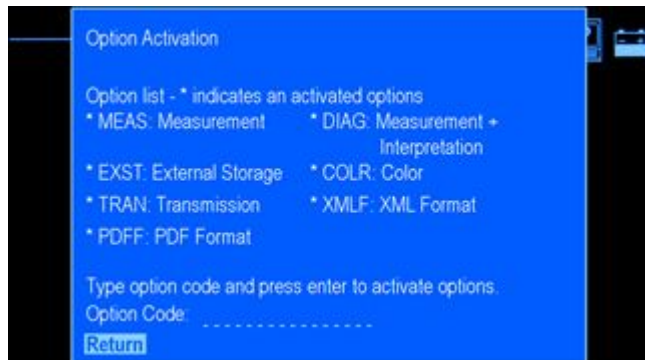 Option Activation
Option list - * indicates an activated options
* MEAS: Measurement * DIAG: Measurement +
Interpretation
* EXST: External Storage * COLR: Color
* TRAN: Transmission * XMLF: XML Format
* PDFF: PDF Format
Type option code and press enter to activate options.
Option Code: _ _ _ _ _ _ _ _ _ _ _ _ _ _ _ _
Return